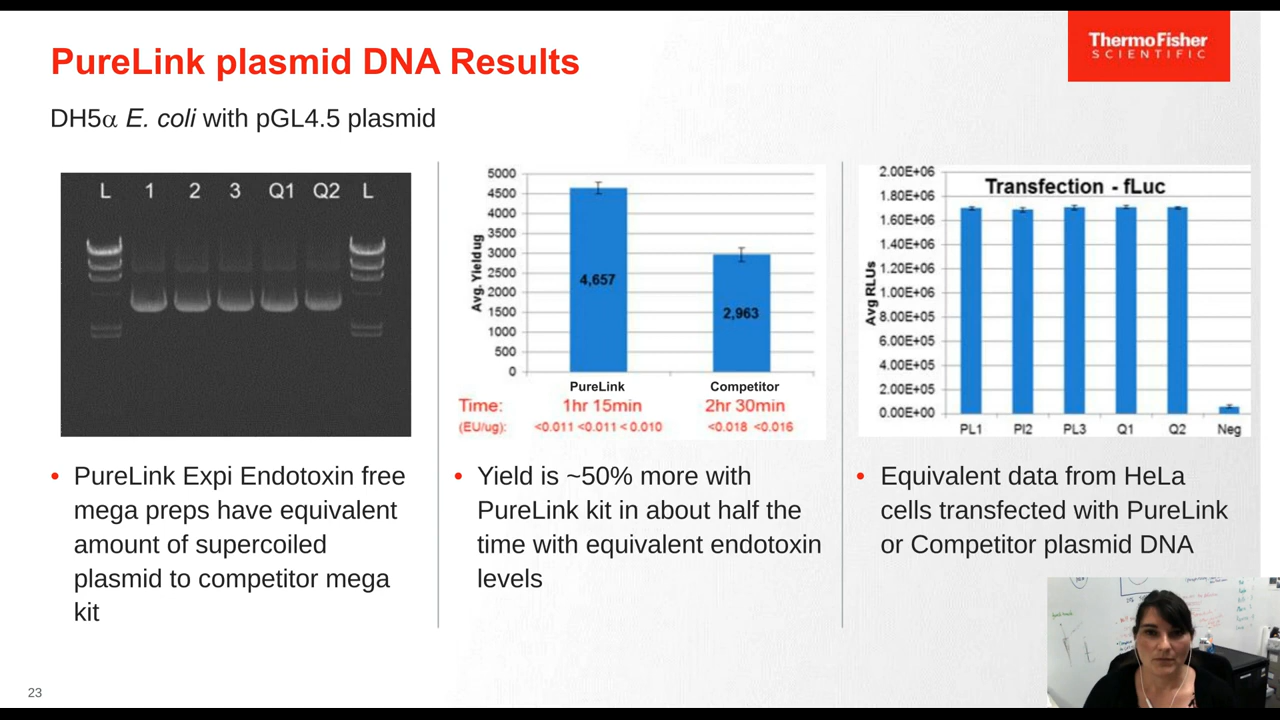 PureLink plasmid DNA Results
ThermoFisher
SCIENTIFIC
DH5α E. coli with pGL4.5 plasmid
L 1 2 3 Q1 Q2 L
Avg. Yield ug
5000
4500
4000
3500
3000
2500
2000
1500
1000
500
0
4,657
2,963
PureLink Competitor
Time: 1hr 15min 2hr 30min
(EU/ug): <0.011 <0.011 < 0.010 <0.018 <0.016
Transfection - fLuc
Avg RLUs
2.00E+06
1.80E+06
1.60E+06
1.40E+06
1.20E+06
1.00E+06
8.00E+05
6.00E+05
4.00E+05
2.00E+05
0.00E+00
PL1 Pl2 PL3 Q1 Q2 Neg
• PureLink Expi Endotoxin free
mega preps have equivalent
amount of supercoiled
plasmid to competitor mega
kit
• Yield is ~50% more with
PureLink kit in about half the
time with equivalent endotoxin
levels
• Equivalent data from HeLa
cells transfected with PureLink
or Competitor plasmid DNA
23